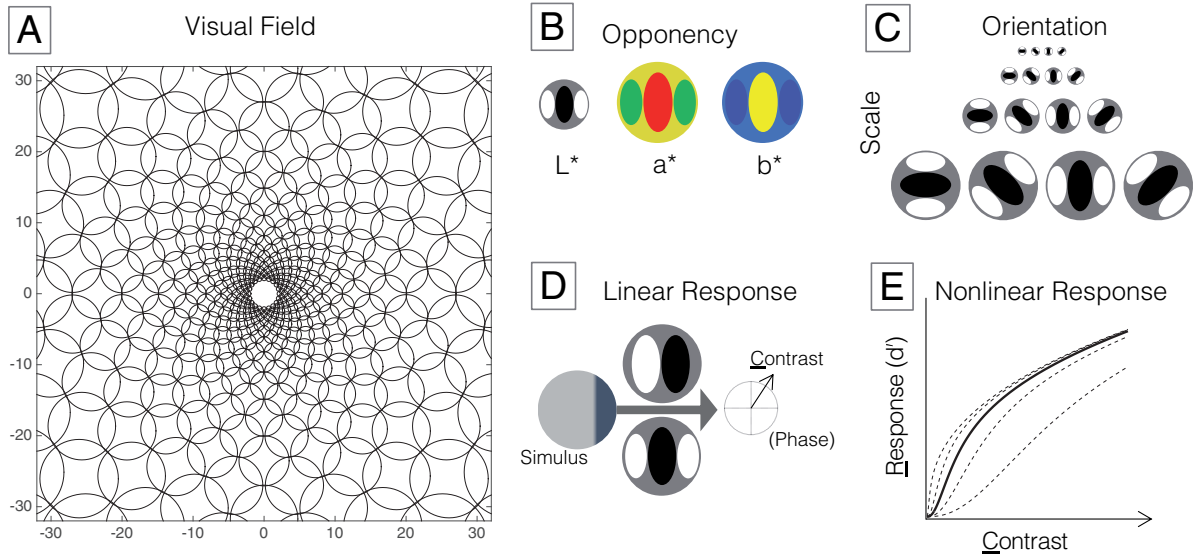 A
Visual Field
30
20
10
0
-10
-20
-30
-30
-20
-10
0
10
20
30
B
Opponency
L*
a*
b*
C
Orientation
Scale
D
Linear Response
Contrast
(Phase)
Simulus
E
Nonlinear Response
Response (d')
Contrast